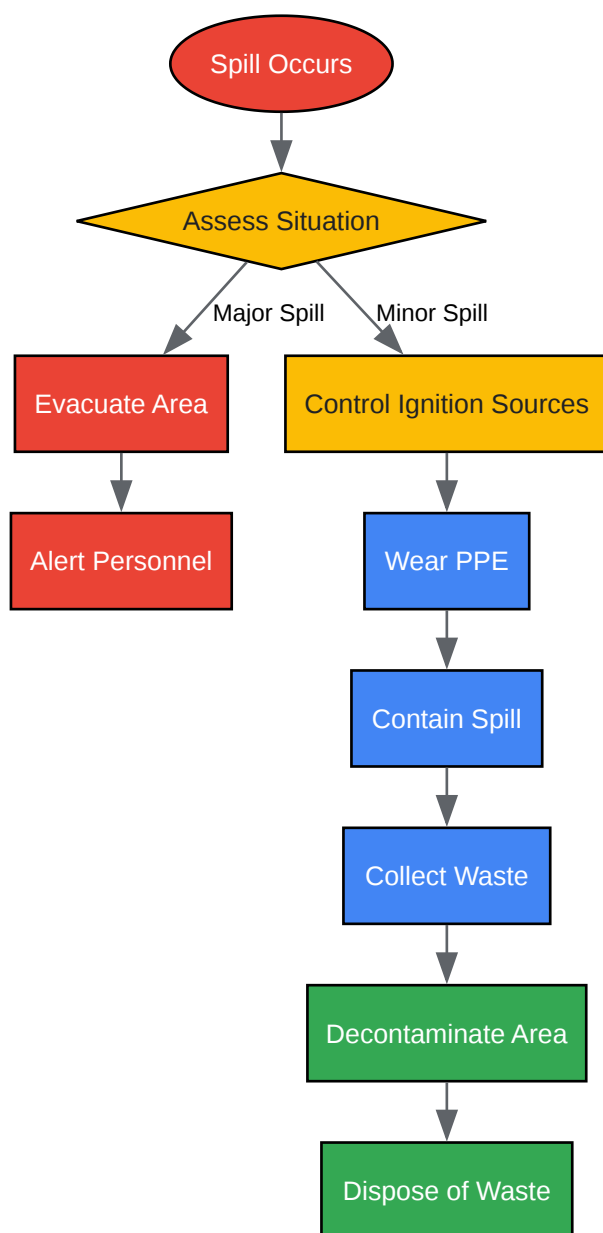 Spill Occurs
Assess Situation
Major Spill
Minor Spill
Evacuate Area
Control Ignition Sources
Alert Personnel
Wear PPE
Contain Spill
Collect Waste
Decontaminate Area
Dispose of Waste